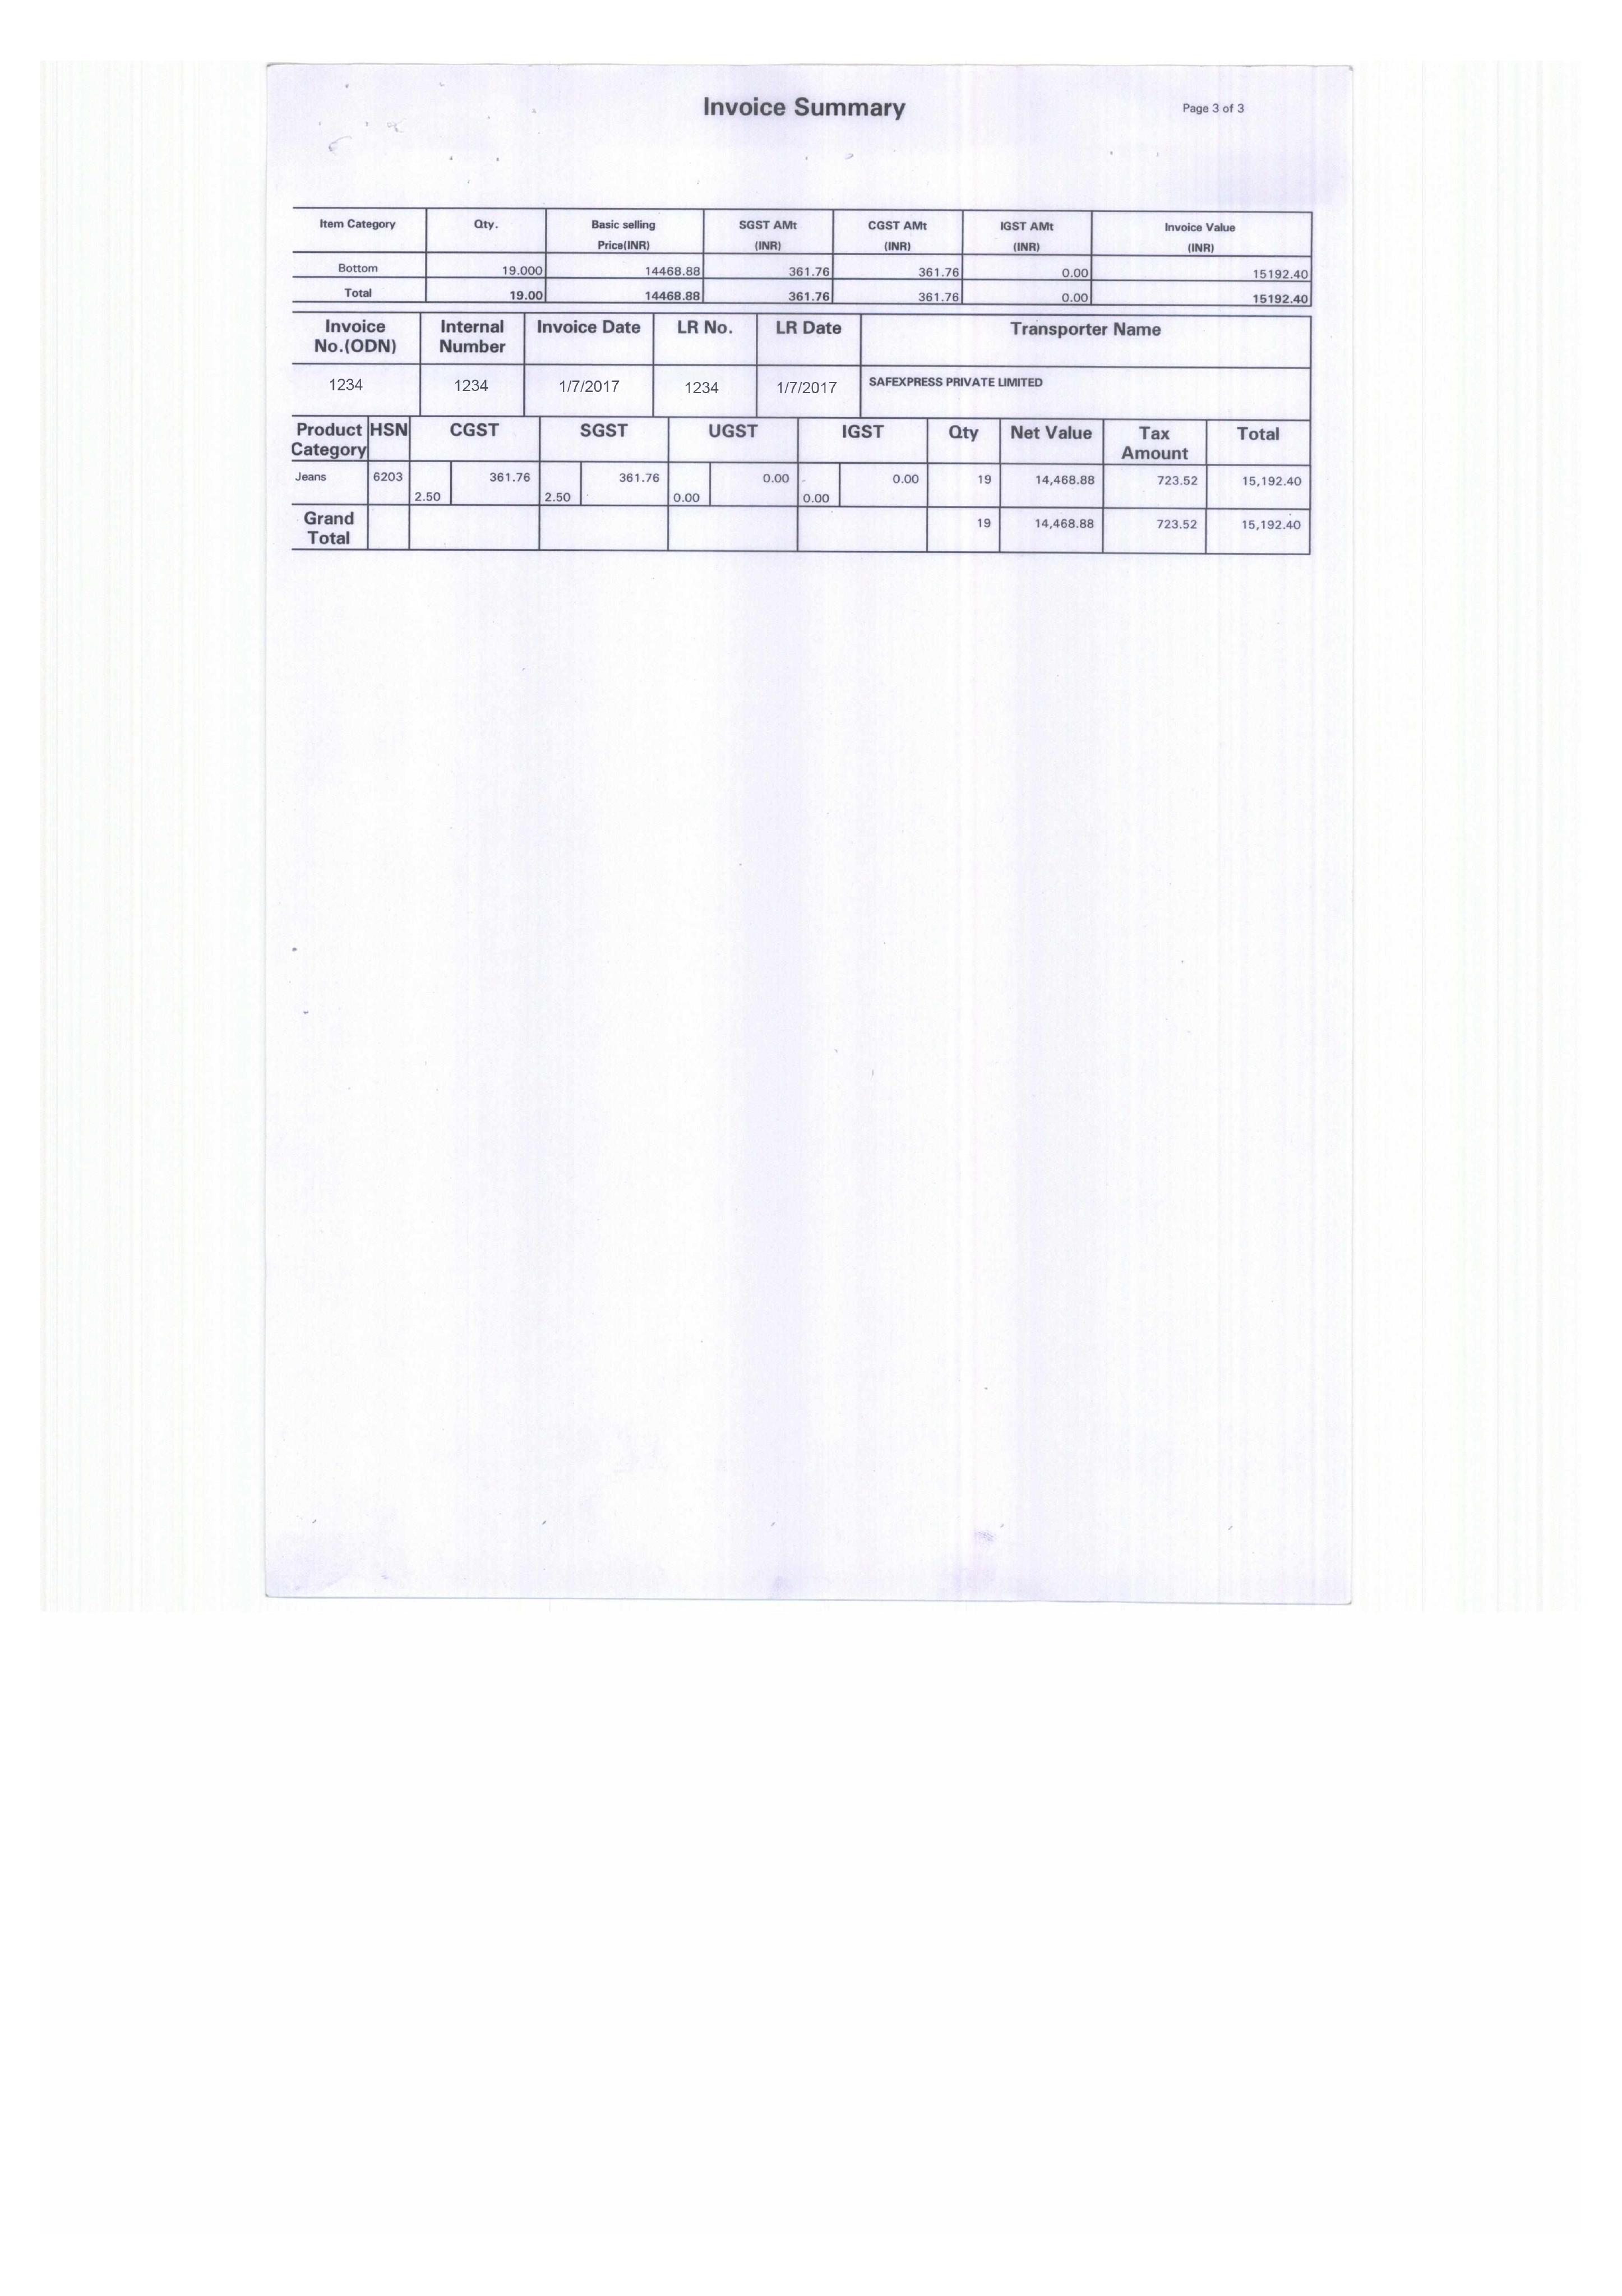 Invoice Summary
Page 3 of 3
Item Category Qty. Basic selling Price(INR) SGST AMt (INR) CGST AMt (INR) IGST AMt (INR) Invoice Value (INR)
Bottom 19.000 14468.88 361.76 361.76 0.00 15192.40
Total 19.00 14468.88 361.76 361.76 0.00 15192.40
Invoice No.(ODN) Internal Number Invoice Date LR No. LR Date Transporter Name
1234 1234 1/7/2017 1234 1/7/2017 SAFEXPRESS PRIVATE LIMITED
Product Category HSN CGST SGST UGST IGST Qty Net Value Tax Amount Total
Jeans 6203 2.50 361.76 2.50 361.76 0.00 0.00 0.00 0.00 19 14,468.88 723.52 15,192.40
Grand Total 19 14,468.88 723.52 15,192.40